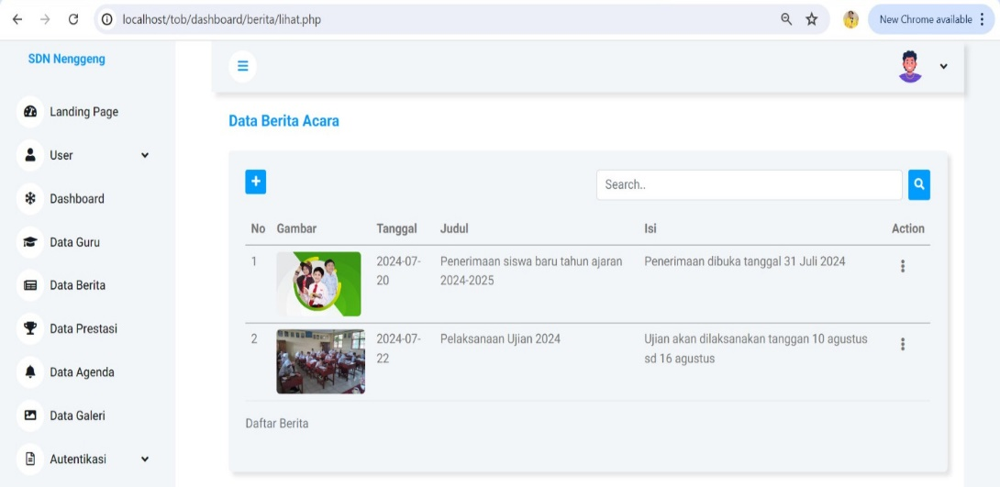 localhost/tob/dashboard/berita/lihat.php
New Chrome available
SDN Nenggeng
Landing Page
User
Dashboard
Data Guru
Data Berita
Data Prestasi
Data Agenda
Data Galeri
Autentikasi
Data Berita Acara
+
Search..
No Gambar Tanggal Judul Isi Action
1 2024-07- Penerimaan siswa baru tahun ajaran Penerimaan dibuka tanggal 31 Juli 2024
20 2024-2025
2 2024-07- Pelaksanaan Ujian 2024 Ujian akan dilaksanakan tanggan 10 agustus
22 sd 16 agustus
Daftar Berita